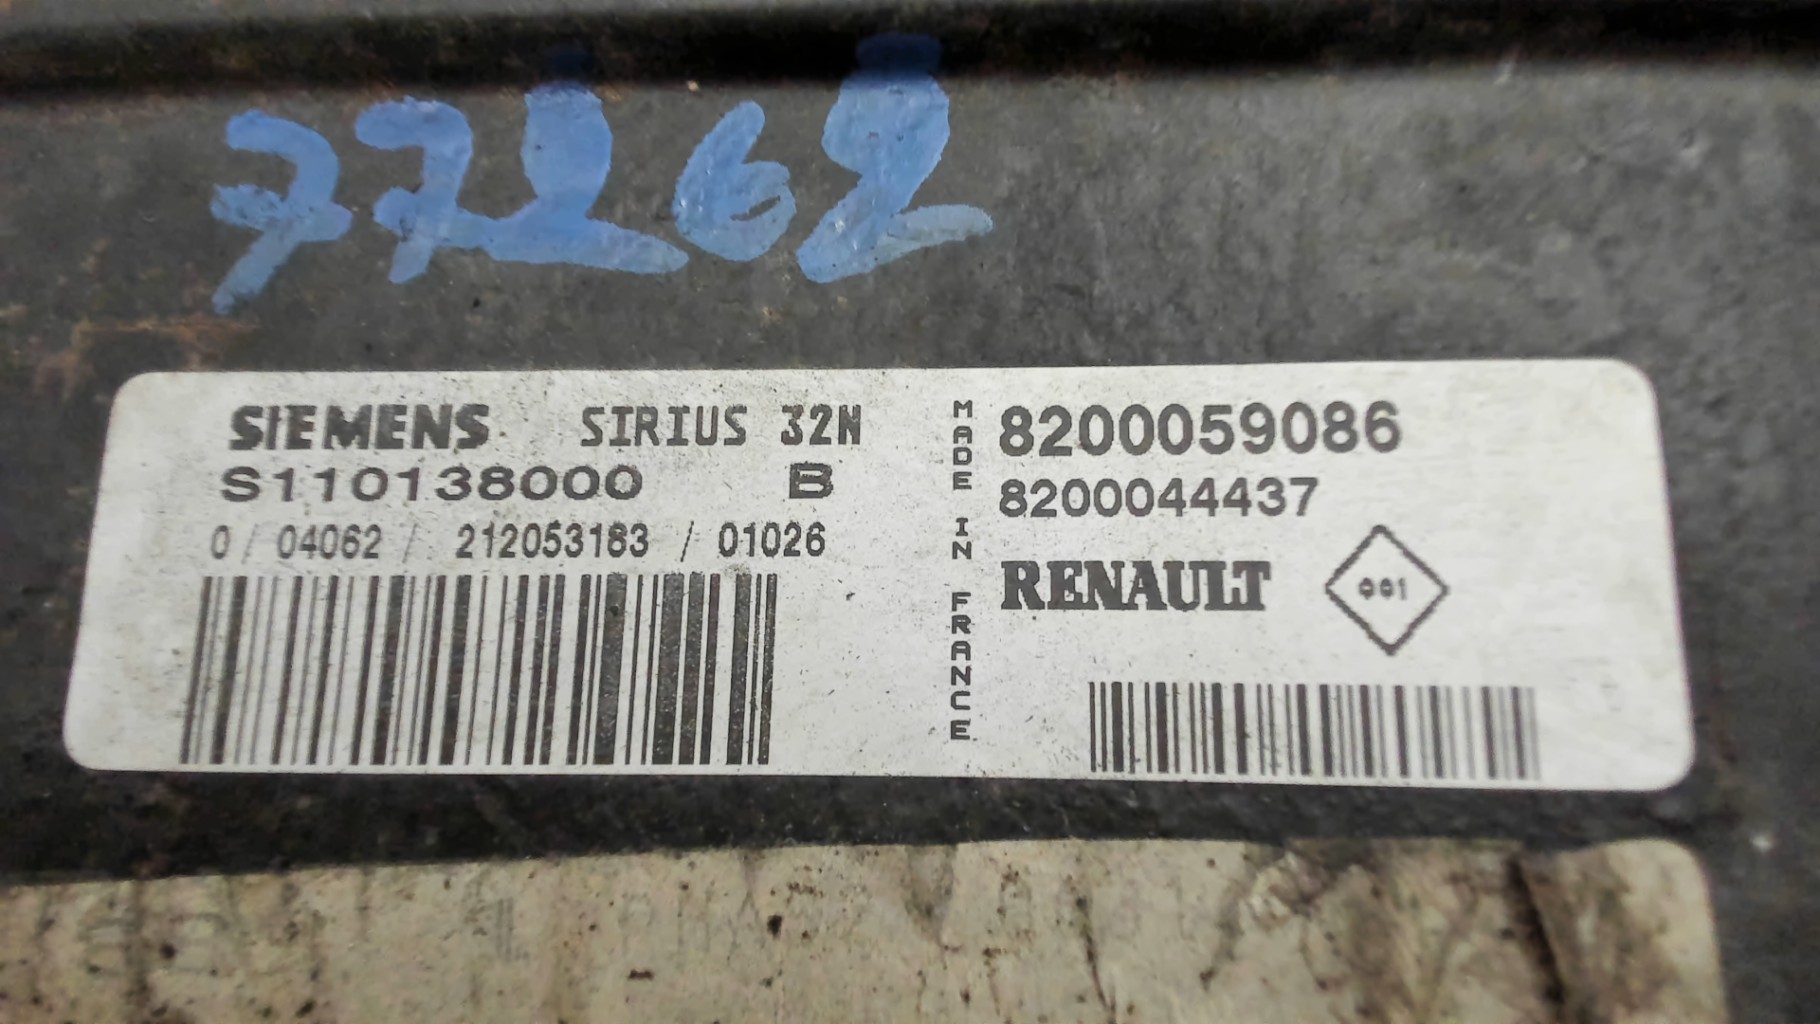 77262
SIEMENS SIRIUS 32N
S110138000 B
0 / 04062 / 212053183 / 01026
MADE IN FRANCE
8200059086
8200044437
RENAULT 001